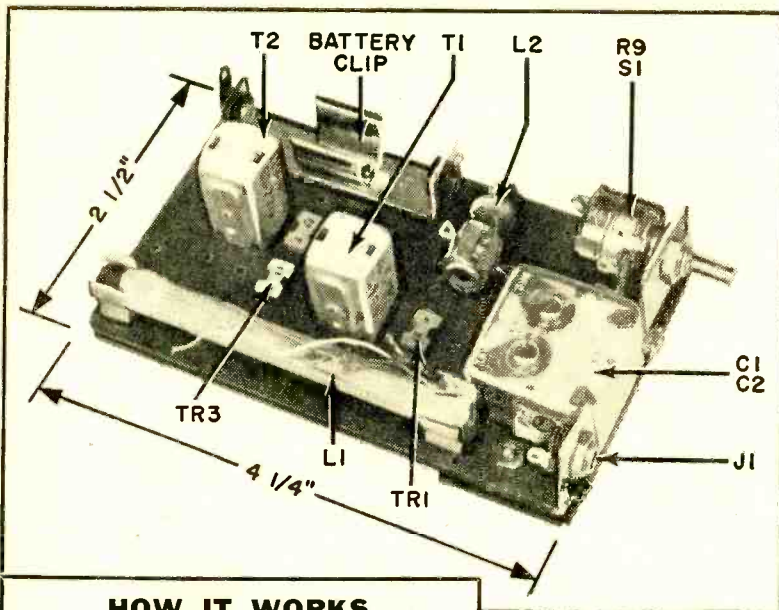 T2 BATTERY CLIP T1 L2 R9 S1
2 1/2"
C1 C2
TR3
L1
J1
4 1/4"
TR1
HOW IT WORKS